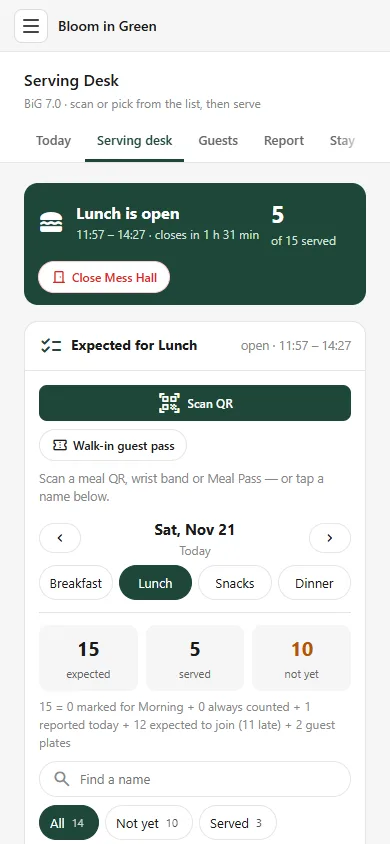 Bloom in Green
Serving Desk
BiG 7.0 · scan or pick from the list, then serve
Today
Serving desk
Guests
Report
Stay
Lunch is open
11:57 – 14:27 · closes in 1 h 31 min
5
of 15 served
Close Mess Hall
Expected for Lunch
open · 11:57 – 14:27
Scan QR
Walk-in guest pass
Scan a meal QR, wrist band or Meal Pass — or tap a
name below.
Sat, Nov 21
Today
Breakfast
Lunch
Snacks
Dinner
15
expected
5
served
10
not yet
15 = 0 marked for Morning + 0 always counted + 1
reported today + 12 expected to join (11 late) + 2 guest
plates
Find a name
All 14
Not yet 10
Served 3